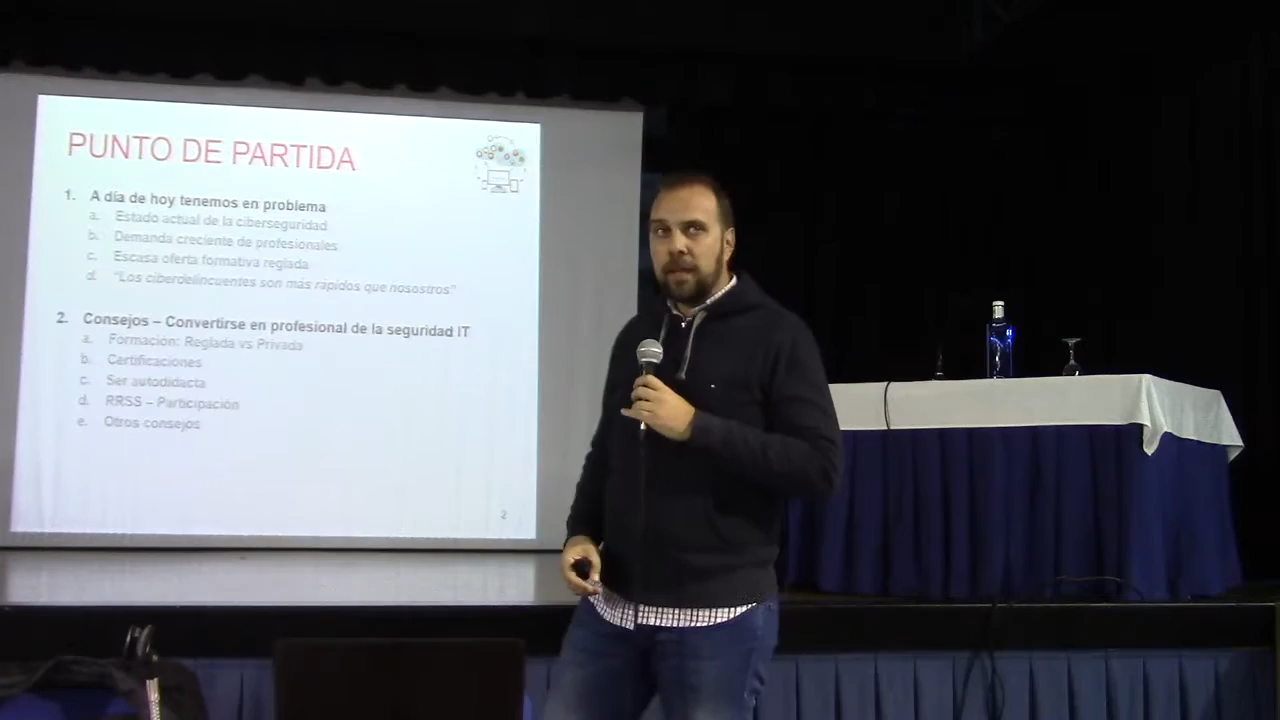 PUNTO DE PARTIDA
1. A día de hoy tenemos en problema
a. Estado actual de la ciberseguridad
b. Demanda creciente de profesionales
c. Escasa oferta formativa reglada
d. "Los ciberdelincuentes son más rápidos que nosostros"
2. Consejos – Convertirse en profesional de la seguridad IT
a. Formación: Reglada vs Privada
b. Certificaciones
c. Ser autodidacta
d. RRSS – Participación
e. Otros consejos
2